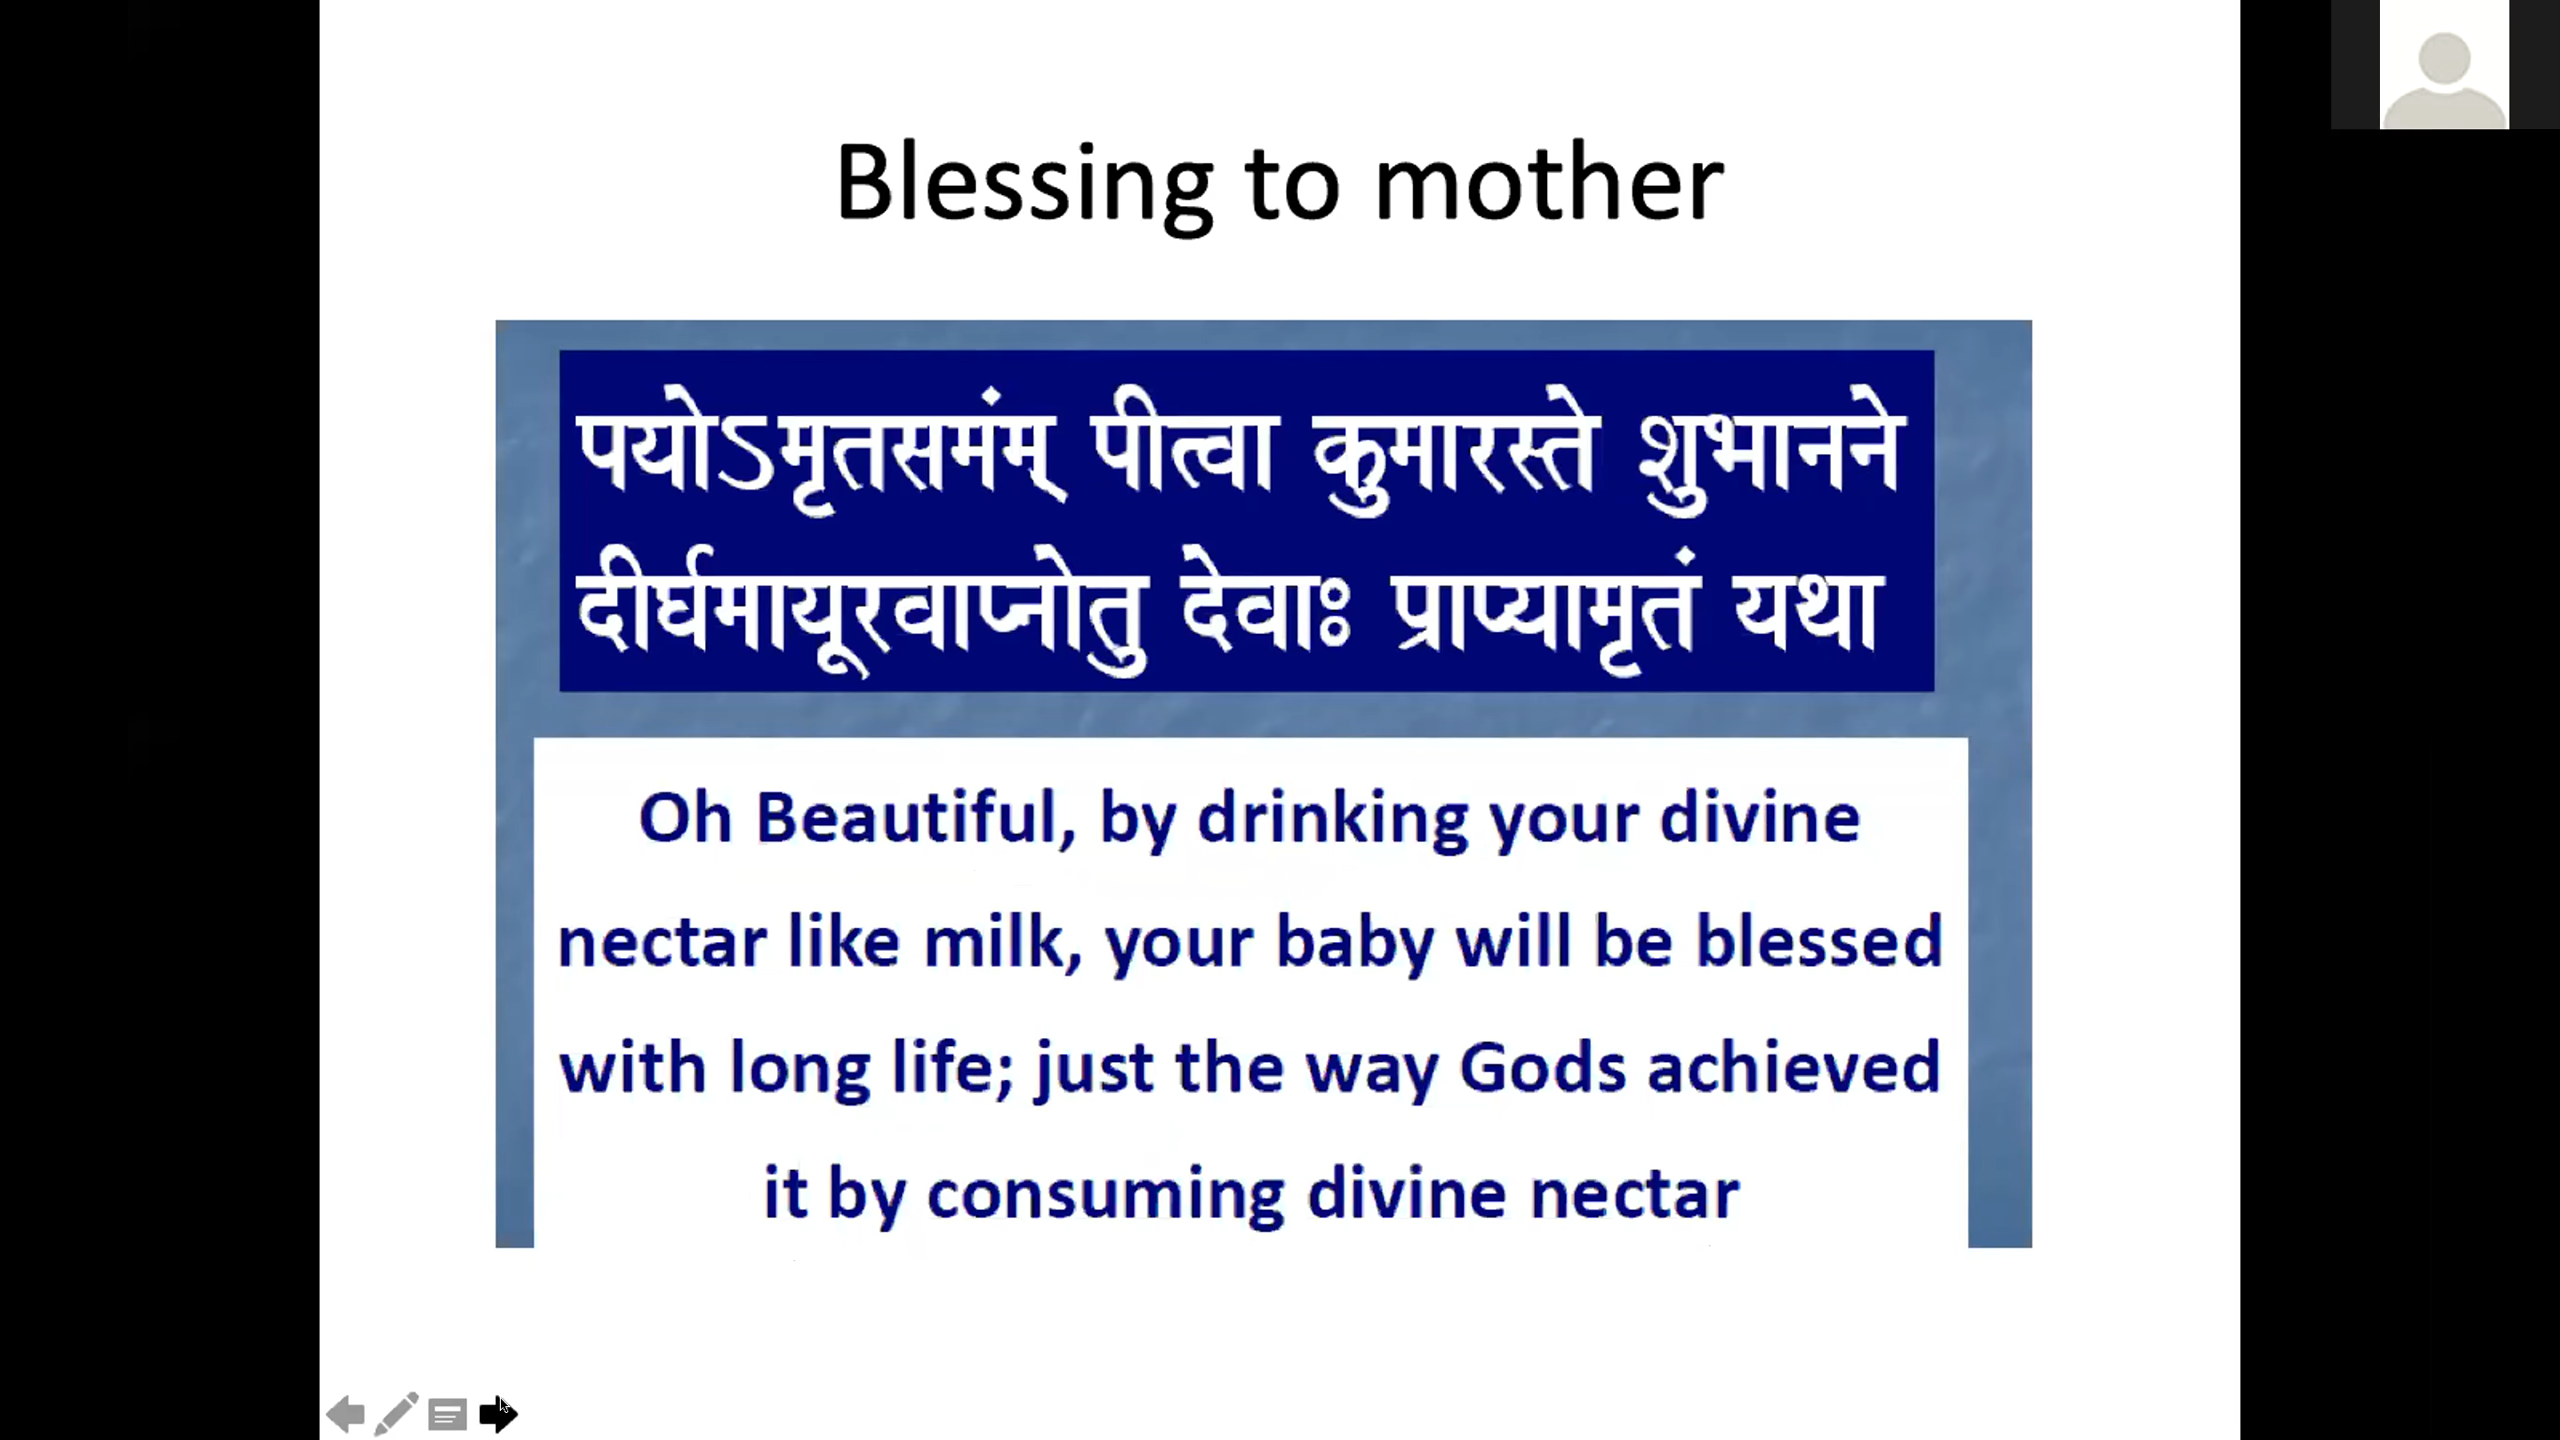 Blessing to mother
पयोऽमृतसमंम् पीत्वा कुमारस्ते शुभानने
दीर्घमायूरवाप्नोतु देवाः प्राप्यामृतं यथा
Oh Beautiful, by drinking your divine
nectar like milk, your baby will be blessed
with long life; just the way Gods achieved
it by consuming divine nectar